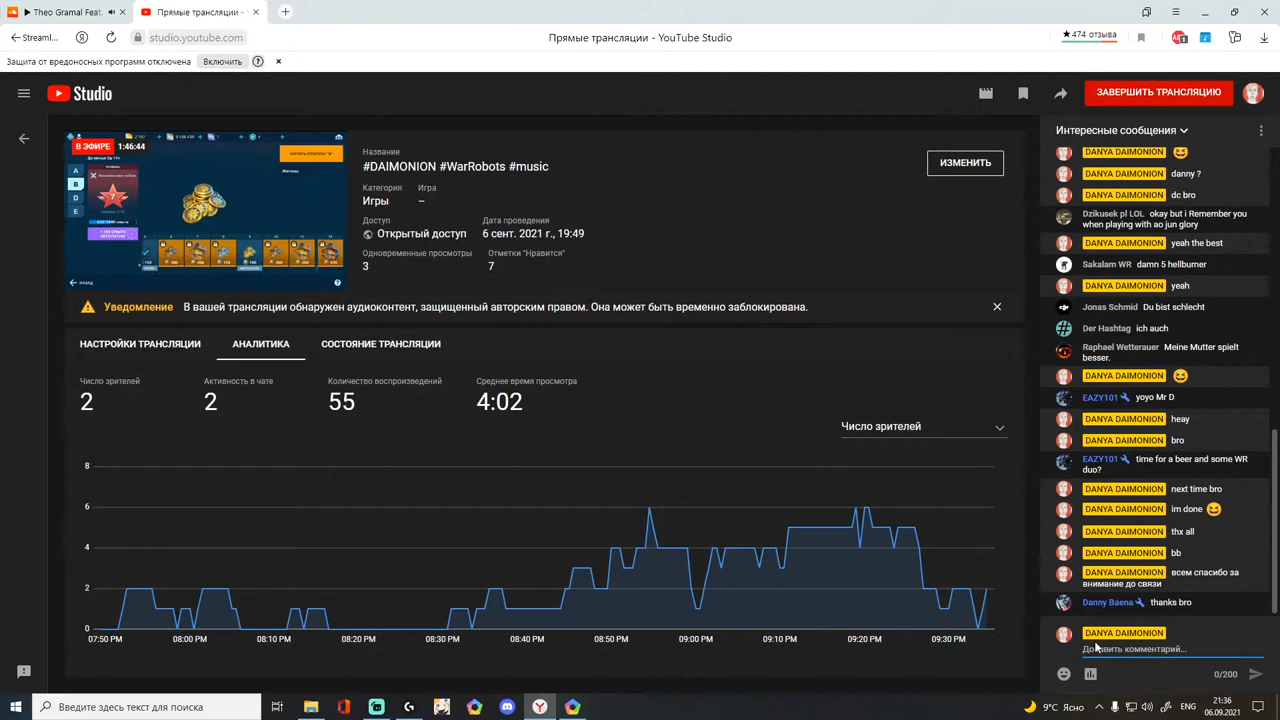 Theo Gramal Feat.
Прямые трансляции -
Streaml...
studio.youtube.com
Прямые трансляции - YouTube Studio
★474 отзыва
Защита от вредоносных программ отключена
Включить
Studio
ЗАВЕРШИТЬ ТРАНСЛЯЦИЮ
В ЭФИРЕ
1:46:44
A
B
D
E
НАЗАД
Название
#DAIMONION #WarRobots #music
Категория
Игра
Игры
–
Доступ
Дата проведения
Открытый доступ
6 сент. 2021 г., 19:49
Одновременные просмотры
Отметки "Нравится"
3
7
ИЗМЕНИТЬ
Уведомление
В вашей трансляции обнаружен аудиоконтент, защищенный авторским правом. Она может быть временно заблокирована.
НАСТРОЙКИ ТРАНСЛЯЦИИ
АНАЛИТИКА
СОСТОЯНИЕ ТРАНСЛЯЦИИ
Число зрителей
Активность в чате
Количество воспроизведений
Среднее время просмотра
2
2
55
4:02
Число зрителей
8
6
4
2
0
07:50 PM
08:00 PM
08:10 PM
08:20 PM
08:30 PM
08:40 PM
08:50 PM
09:00 PM
09:10 PM
09:20 PM
09:30 PM
Интересные сообщения
DANYA DAIMONION
DANYA DAIMONION danny ?
DANYA DAIMONION dc bro
Dzikusek pl LOL okay but i Remember you
when playing with ao jun glory
DANYA DAIMONION yeah the best
Sakalam WR damn 5 hellburner
DANYA DAIMONION yeah
Jonas Schmid Du bist schlecht
Der Hashtag ich auch
Raphael Wetterauer Meine Mutter spielt
besser.
DANYA DAIMONION
EAZY101 yoyo Mr D
DANYA DAIMONION heay
DANYA DAIMONION bro
EAZY101 time for a beer and some WR
duo?
DANYA DAIMONION next time bro
DANYA DAIMONION im done
DANYA DAIMONION thx all
DANYA DAIMONION bb
DANYA DAIMONION всем спасибо за
внимание до связи
Danny Baena thanks bro
DANYA DAIMONION
Добавить комментарий...
0/200
Введите здесь текст для поиска
9°C Ясно
ENG
21:36
06.09.2021